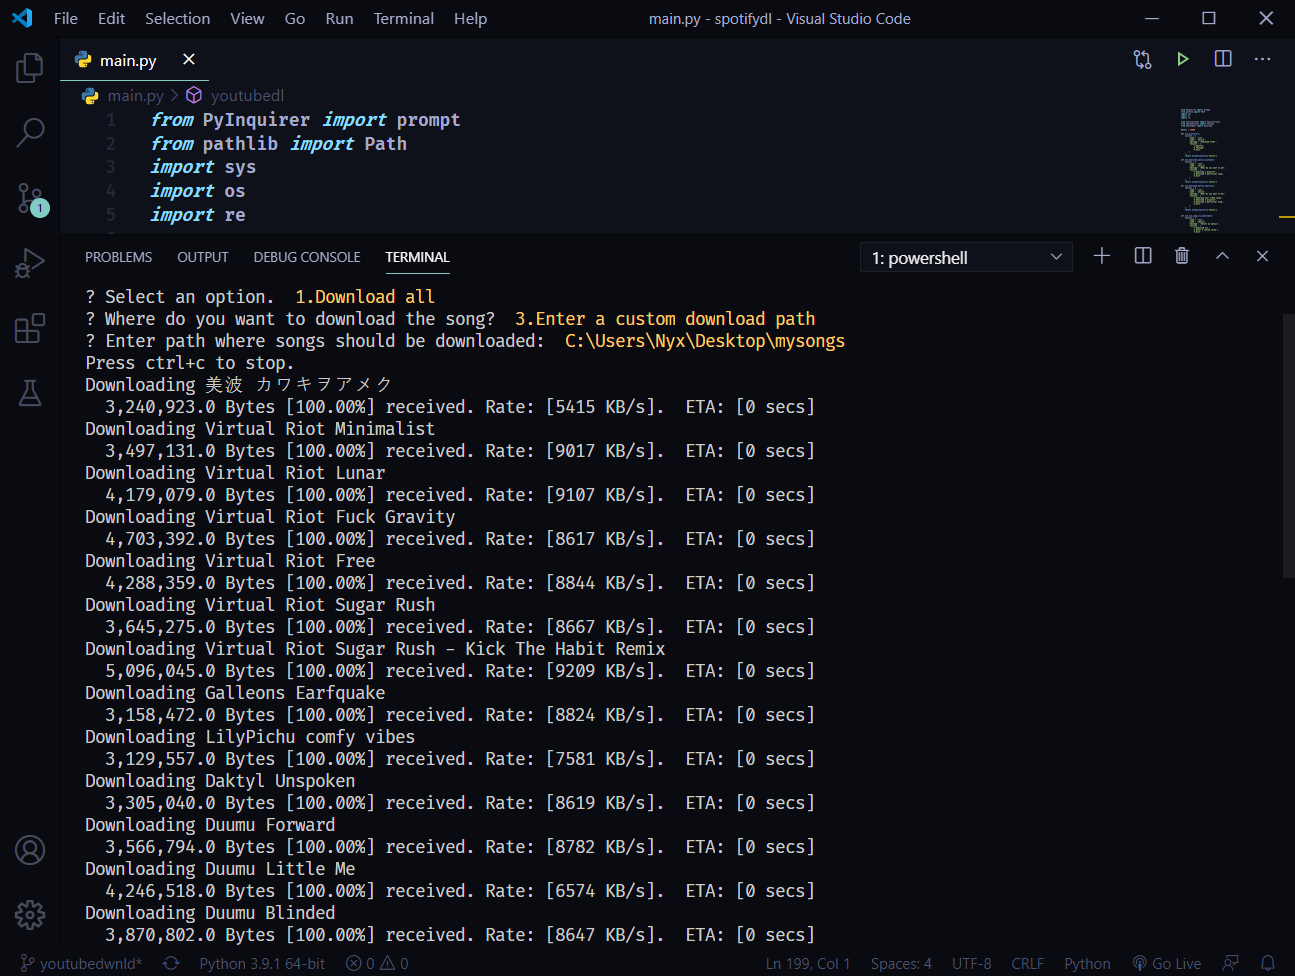 File Edit Selection View Go Run Terminal Help main.py - spotifydl - Visual Studio Code
main.py
main.py > youtubedl
1 from PyInquirer import prompt
2 from pathlib import Path
3 import sys
4 import os
5 import re
1
PROBLEMS OUTPUT DEBUG CONSOLE TERMINAL 1: powershell
? Select an option. 1.Download all
? Where do you want to download the song? 3.Enter a custom download path
? Enter path where songs should be downloaded: C:\Users\Nyx\Desktop\mysongs
Press ctrl+c to stop.
Downloading 美波 カワキヲアメク
3,240,923.0 Bytes [100.00%] received. Rate: [5415 KB/s]. ETA: [0 secs]
Downloading Virtual Riot Minimalist
3,497,131.0 Bytes [100.00%] received. Rate: [9017 KB/s]. ETA: [0 secs]
Downloading Virtual Riot Lunar
4,179,079.0 Bytes [100.00%] received. Rate: [9107 KB/s]. ETA: [0 secs]
Downloading Virtual Riot Fuck Gravity
4,703,392.0 Bytes [100.00%] received. Rate: [8617 KB/s]. ETA: [0 secs]
Downloading Virtual Riot Free
4,288,359.0 Bytes [100.00%] received. Rate: [8844 KB/s]. ETA: [0 secs]
Downloading Virtual Riot Sugar Rush
3,645,275.0 Bytes [100.00%] received. Rate: [8667 KB/s]. ETA: [0 secs]
Downloading Virtual Riot Sugar Rush - Kick The Habit Remix
5,096,045.0 Bytes [100.00%] received. Rate: [9209 KB/s]. ETA: [0 secs]
Downloading Galleons Earfquake
3,158,472.0 Bytes [100.00%] received. Rate: [8824 KB/s]. ETA: [0 secs]
Downloading LilyPichu comfy vibes
3,129,557.0 Bytes [100.00%] received. Rate: [7581 KB/s]. ETA: [0 secs]
Downloading Daktyl Unspoken
3,305,040.0 Bytes [100.00%] received. Rate: [8619 KB/s]. ETA: [0 secs]
Downloading Duumu Forward
3,566,794.0 Bytes [100.00%] received. Rate: [8782 KB/s]. ETA: [0 secs]
Downloading Duumu Little Me
4,246,518.0 Bytes [100.00%] received. Rate: [6574 KB/s]. ETA: [0 secs]
Downloading Duumu Blinded
3,870,802.0 Bytes [100.00%] received. Rate: [8647 KB/s]. ETA: [0 secs]
youtubedwnld* Python 3.9.1 64-bit 0 0 Ln 199, Col 1 Spaces: 4 UTF-8 CRLF Python Go Live